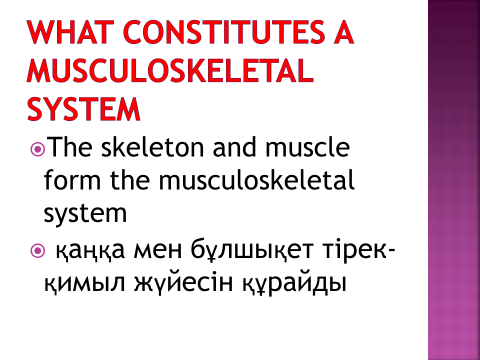 WHAT CONSTITUTES A
MUSCULOSKELETAL
SYSTEM
The skeleton and muscle
form the musculoskeletal
system
қаңқа мен бұлшықет тірек-
қимыл жүйесін құрайды